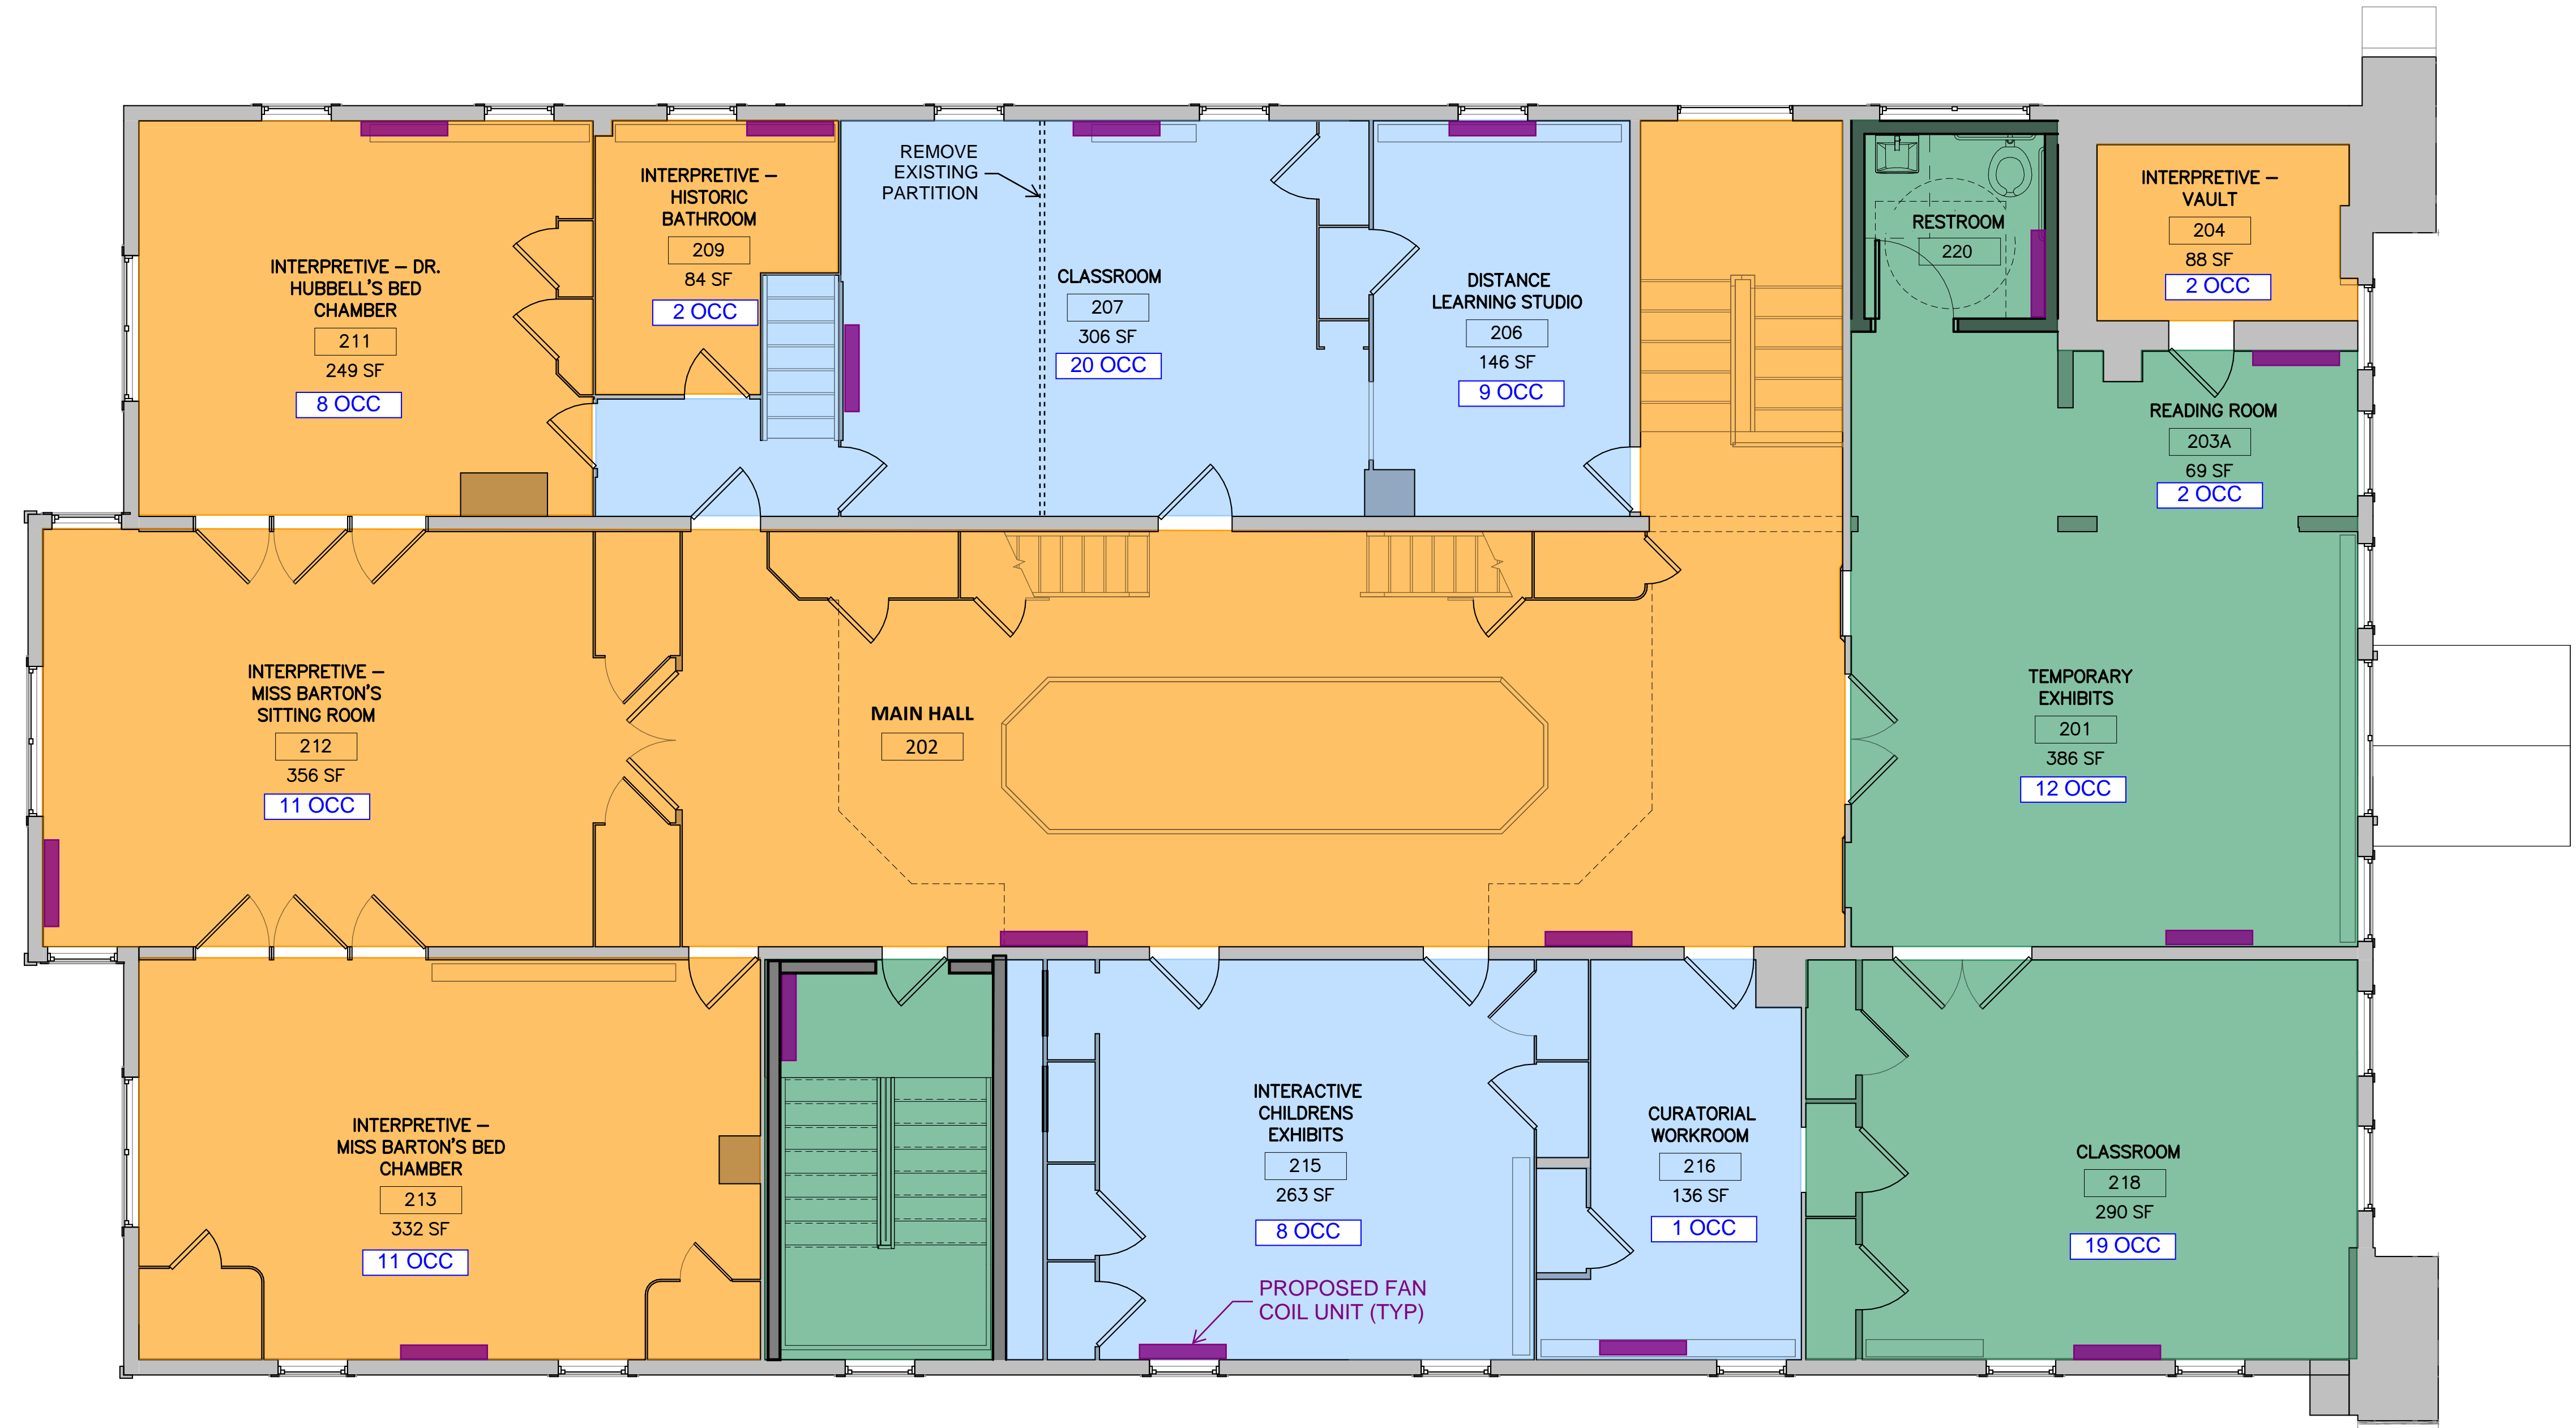 INTERPRETIVE – DR.
HUBBELL'S BED
CHAMBER
211
249 SF
8 OCC
INTERPRETIVE –
HISTORIC
BATHROOM
209
84 SF
2 OCC
REMOVE
EXISTING
PARTITION
CLASSROOM
207
306 SF
20 OCC
DISTANCE
LEARNING STUDIO
206
146 SF
9 OCC
RESTROOM
220
INTERPRETIVE –
VAULT
204
88 SF
2 OCC
READING ROOM
203A
69 SF
2 OCC
INTERPRETIVE –
MISS BARTON'S
SITTING ROOM
212
356 SF
11 OCC
MAIN HALL
202
TEMPORARY
EXHIBITS
201
386 SF
12 OCC
INTERPRETIVE –
MISS BARTON'S BED
CHAMBER
213
332 SF
11 OCC
INTERACTIVE
CHILDRENS
EXHIBITS
215
263 SF
8 OCC
PROPOSED FAN
COIL UNIT (TYP)
CURATORIAL
WORKROOM
216
136 SF
1 OCC
CLASSROOM
218
290 SF
19 OCC